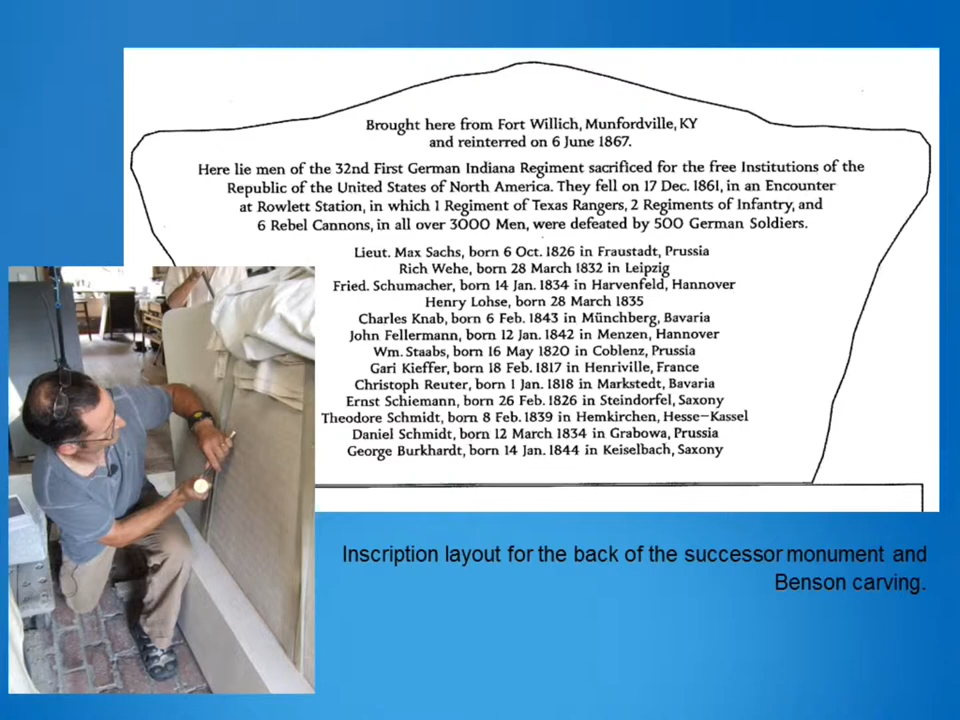 Brought here from Fort Willich, Munfordville, KY
and reinterred on 6 June 1867.
Here lie men of the 32nd First German Indiana Regiment sacrificed for the free Institutions of the
Republic of the United States of North America. They fell on 17 Dec. 1861, in an Encounter
at Rowlett Station, in which 1 Regiment of Texas Rangers, 2 Regiments of Infantry, and
6 Rebel Cannons, in all over 3000 Men, were defeated by 500 German Soldiers.
Lieut. Max Sachs, born 6 Oct. 1826 in Fraustadt, Prussia
Rich Wehe, born 28 March 1832 in Leipzig
Fried. Schumacher, born 14 Jan. 1834 in Harvenfeld, Hannover
Henry Lohse, born 28 March 1835
Charles Knab, born 6 Feb. 1843 in Münchberg, Bavaria
John Fellermann, born 12 Jan. 1842 in Menzen, Hannover
Wm. Staabs, born 16 May 1820 in Coblenz, Prussia
Gari Kieffer, born 18 Feb. 1817 in Henriville, France
Christoph Reuter, born 1 Jan. 1818 in Markstedt, Bavaria
Ernst Schiemann, born 26 Feb. 1826 in Steindorfel, Saxony
Theodore Schmidt, born 8 Feb. 1839 in Hemkirchen, Hesse-Kassel
Daniel Schmidt, born 12 March 1834 in Grabowa, Prussia
George Burkhardt, born 14 Jan. 1844 in Keiselbach, Saxony
Inscription layout for the back of the successor monument and
Benson carving.